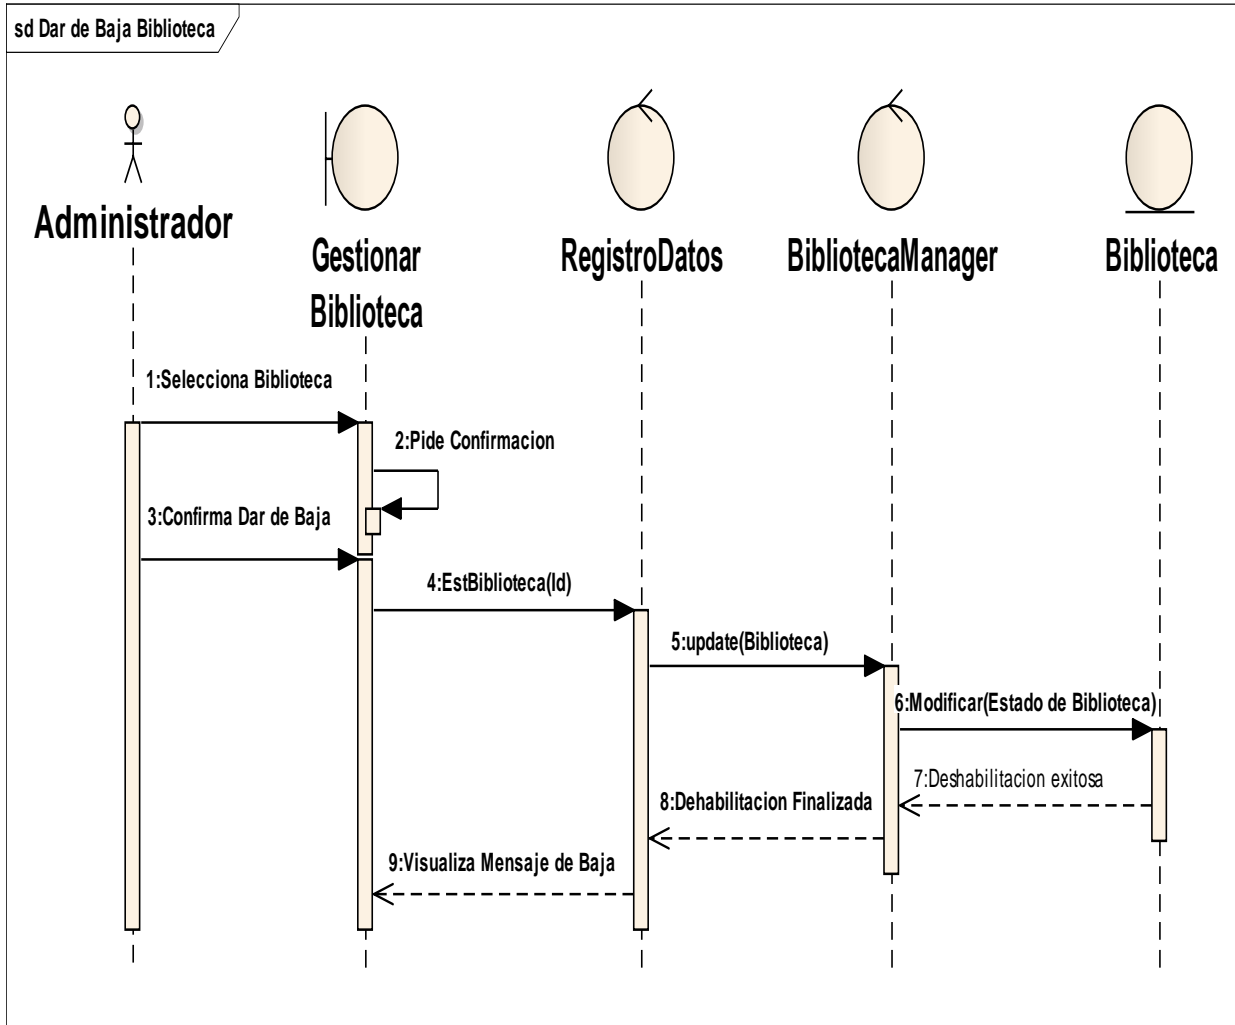 sd Dar de Baja Biblioteca
Administrador
Gestionar
Biblioteca
RegistroDatos
BibliotecaManager
Biblioteca
1:Selecciona Biblioteca
2:Pide Confirmacion
3:Confirma Dar de Baja
4:EstBiblioteca(Id)
5:update(Biblioteca)
6:Modificar(Estado de Biblioteca)
7:Deshabilitacion exitosa
8:Dehabilitacion Finalizada
9:Visualiza Mensaje de Baja